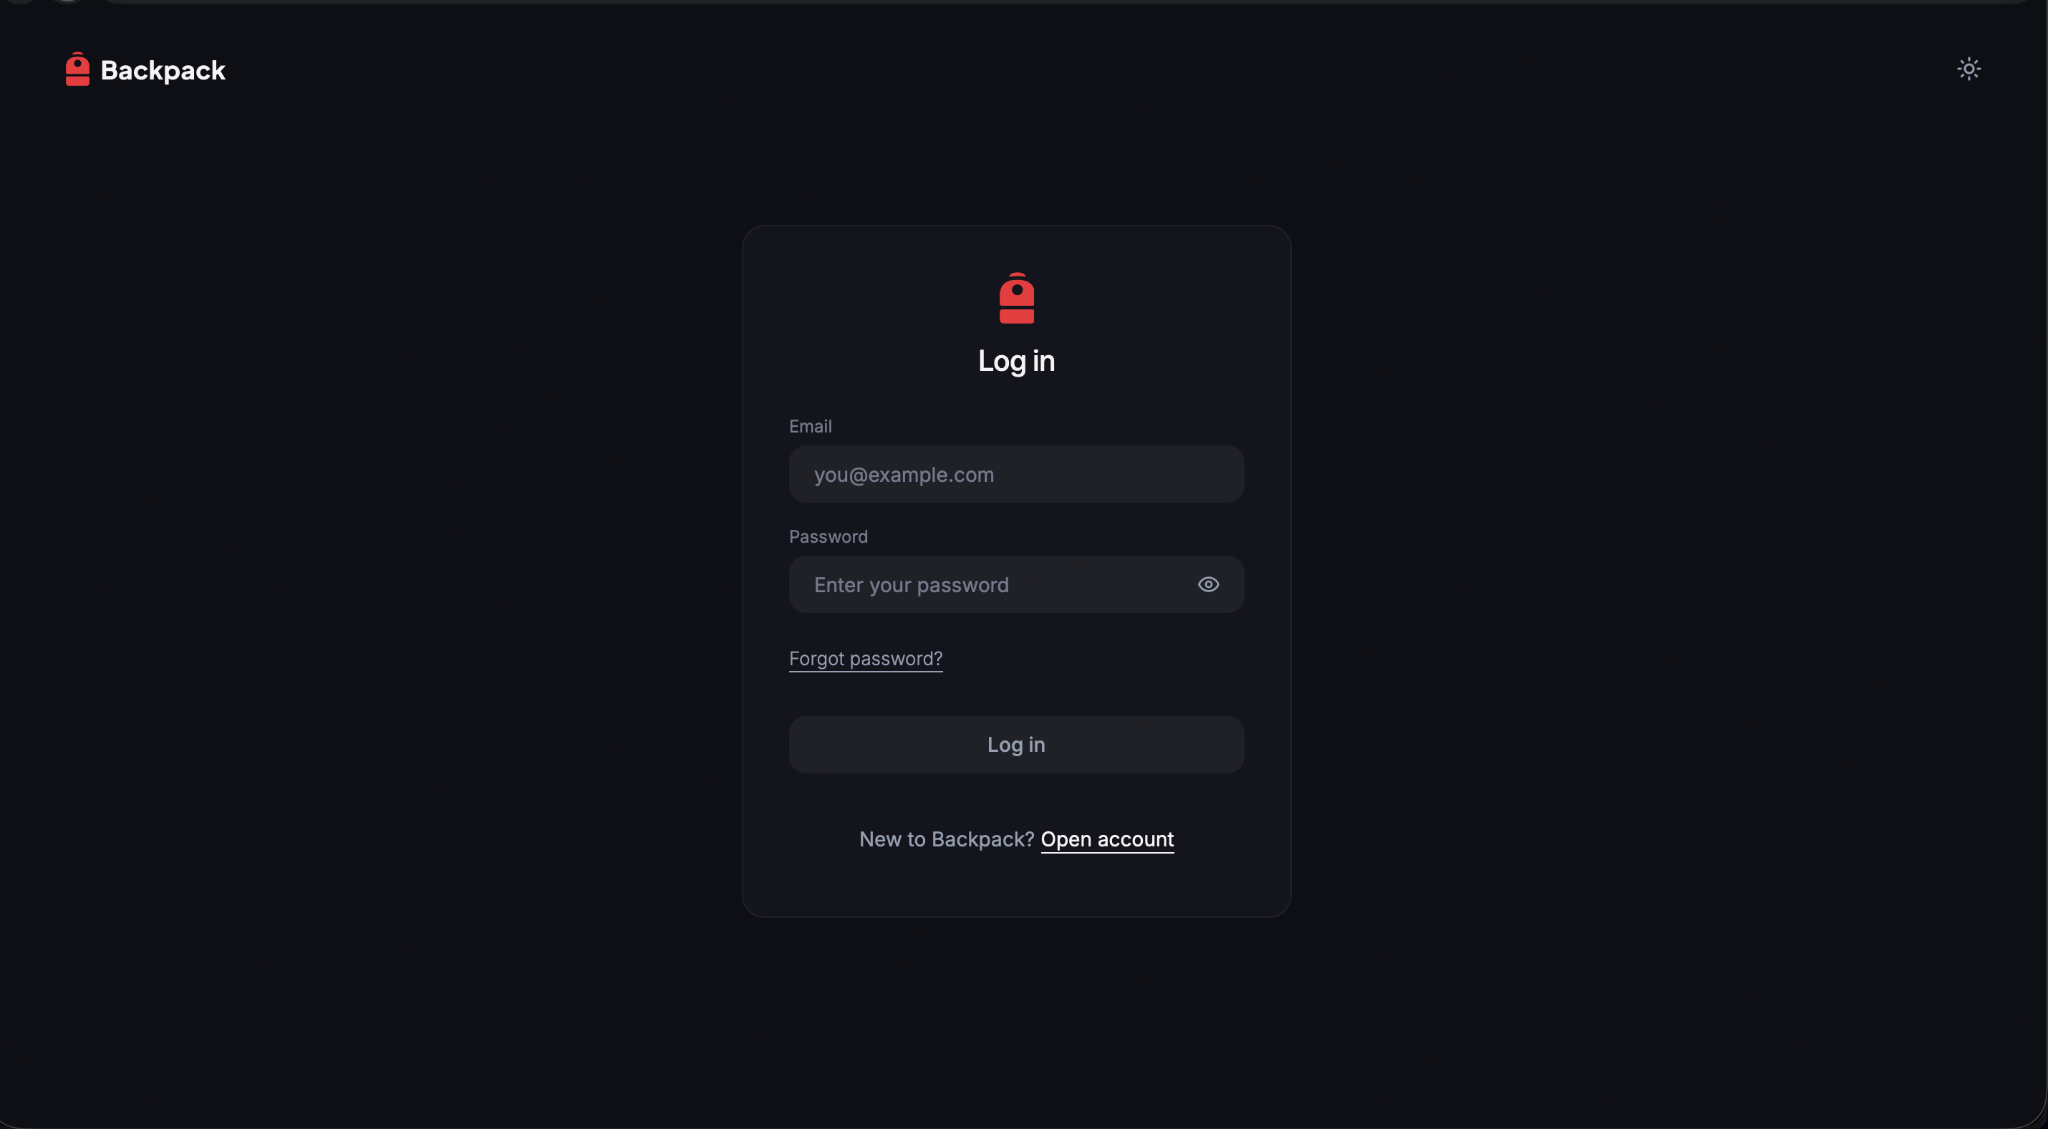 Backpack
Log in
Email
you@example.com
Password
Enter your password
Forgot password?
Log in
New to Backpack? Open account